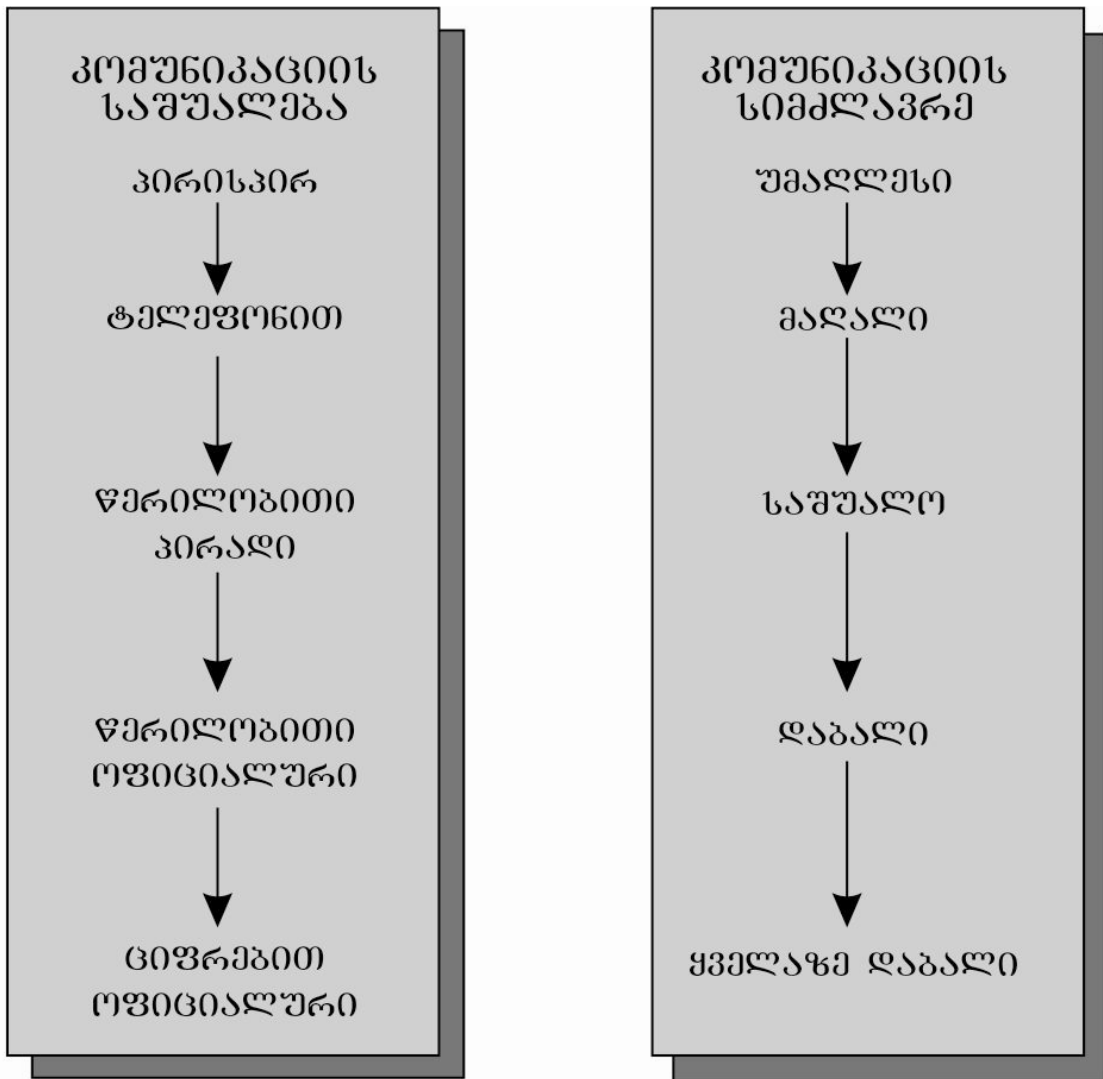 კომუნიკაციის
საშუალება
პირისპირ
ტელეფონით
წერილობითი
პირადი
წერილობითი
ოფიციალური
ციფრებით
ოფიციალური
კომუნიკაციის
სიმძლავრე
უმაღლესი
მაღალი
საშუალო
დაბალი
ყველაზე დაბალი